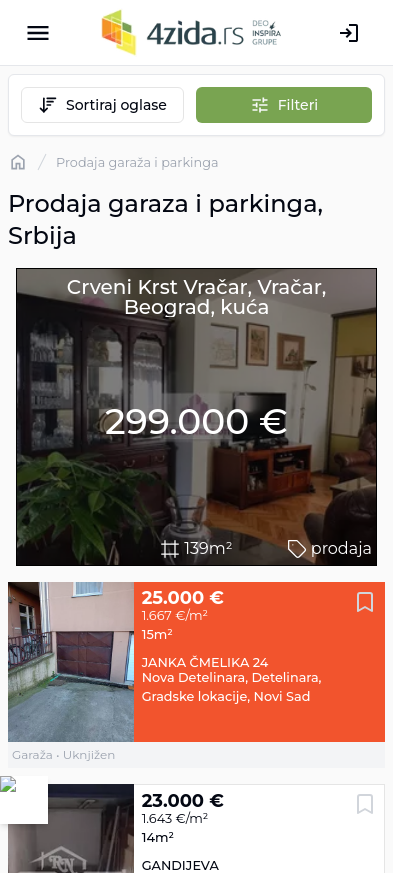 4zida.rs
DEO
INSPIRA
GRUPE
Sortiraj oglase
Filteri
/ Prodaja garaža i parkinga
Prodaja garaza i parkinga,
Srbija
Crveni Krst Vračar, Vračar,
Beograd, kuća
299.000 €
139m²
prodaja
25.000 €
1.667 €/m²
15m²
JANKA ČMELIKA 24
Nova Detelinara, Detelinara,
Gradske lokacije, Novi Sad
Garaža • Uknjižen
23.000 €
1.643 €/m²
14m²
GANDIJEVA